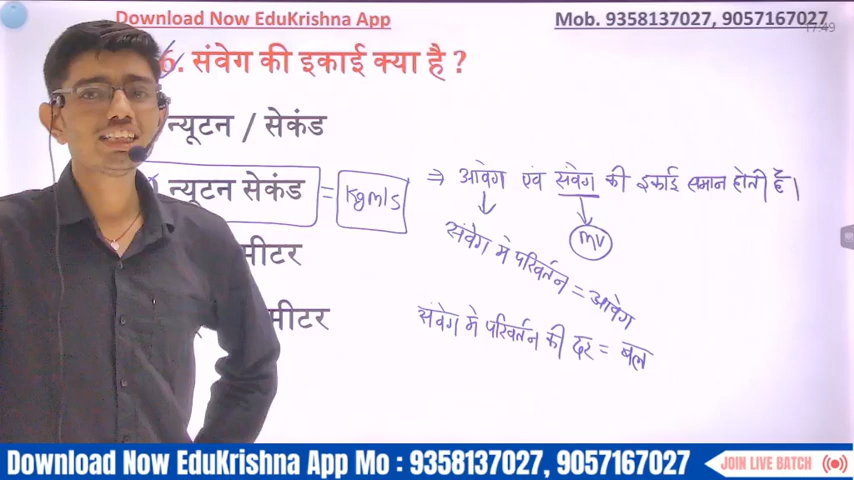 Download Now EduKrishna App
Mob. 9358137027, 9057167027
17:49
6. संवेग की इकाई क्या है ?
न्यूटन / सेकंड
न्यूटन सेकंड = kgm/s
मीटर
मीटर
⇒ आवेग एवं संवेग की इकाई समान होती है।
mv
संवेग मे परिवर्तन = आवेग
संवेग मे परिवर्तन की दर = बल
Download Now EduKrishna App Mo : 9358137027, 9057167027
JOIN LIVE BATCH